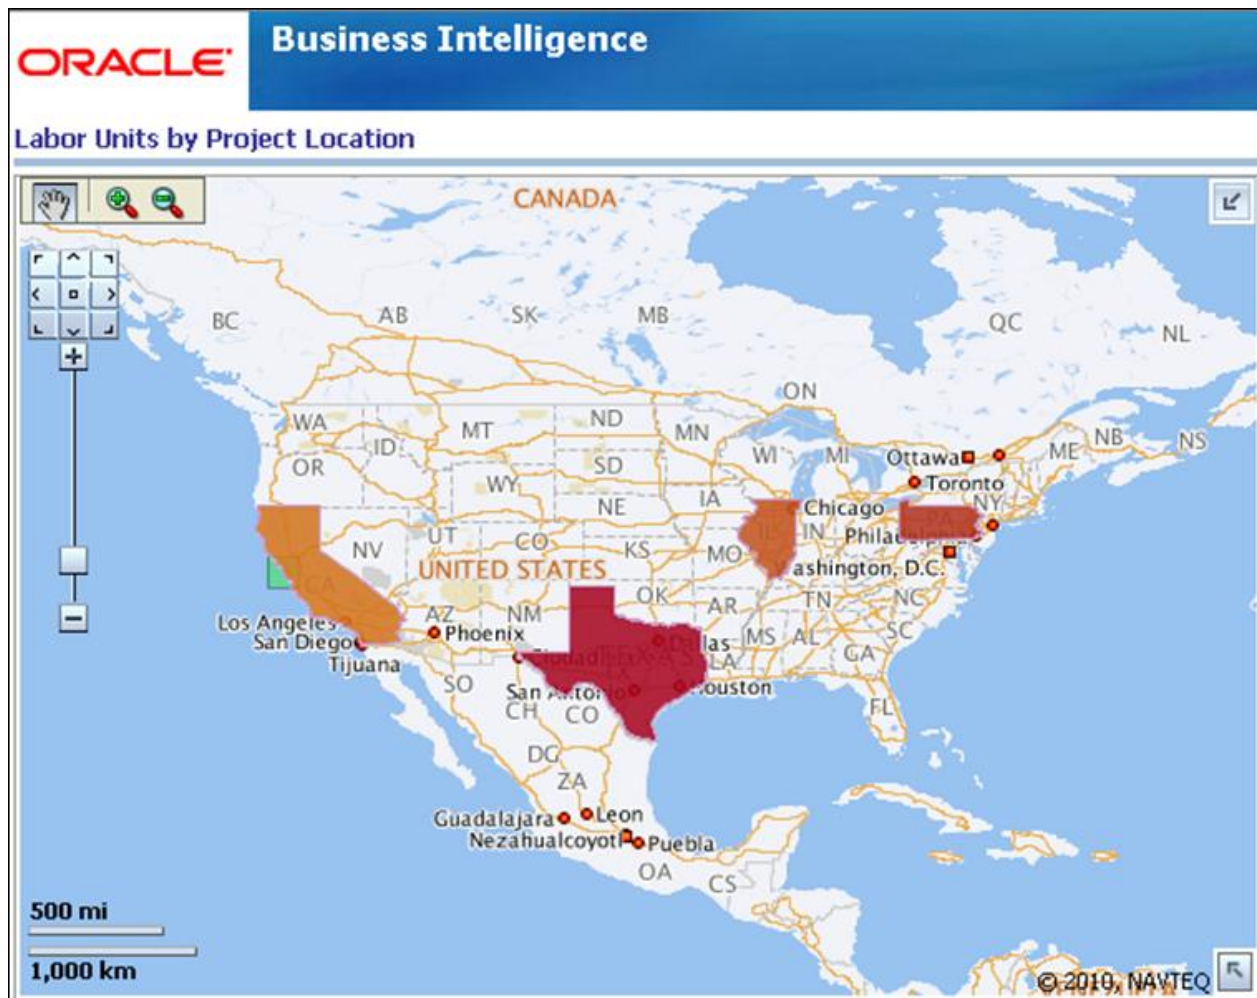 ORACLE
Business Intelligence
Labor Units by Project Location
CANADA
BC
AB
SK
MB
QC
NL
ON
WA
ID
MT
ND
MN
WI
MI
Ottawa
ME
NB
NS
OR
WY
SD
Toronto
NE
IA
Chicago
NY
NV
UT
CO
KS
MO
IL
IN
PA
Philadelphia
UNITED STATES
Washington, D.C.
CA
AZ
NM
OK
AR
TN
NC
Los Angeles
San Diego
Phoenix
Dallas
MS
AL
SC
Tijuana
TEXAS
LA
GA
SO
San Antonio
Houston
CH
CO
FL
DG
ZA
Guadalajara
Leon
Nezahualcoyotl
Puebla
OA
CS
500 mi
1,000 km
© 2010, NAVTEQ